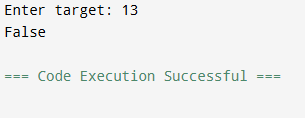 Enter target: 13
False
=== Code Execution Successful ===